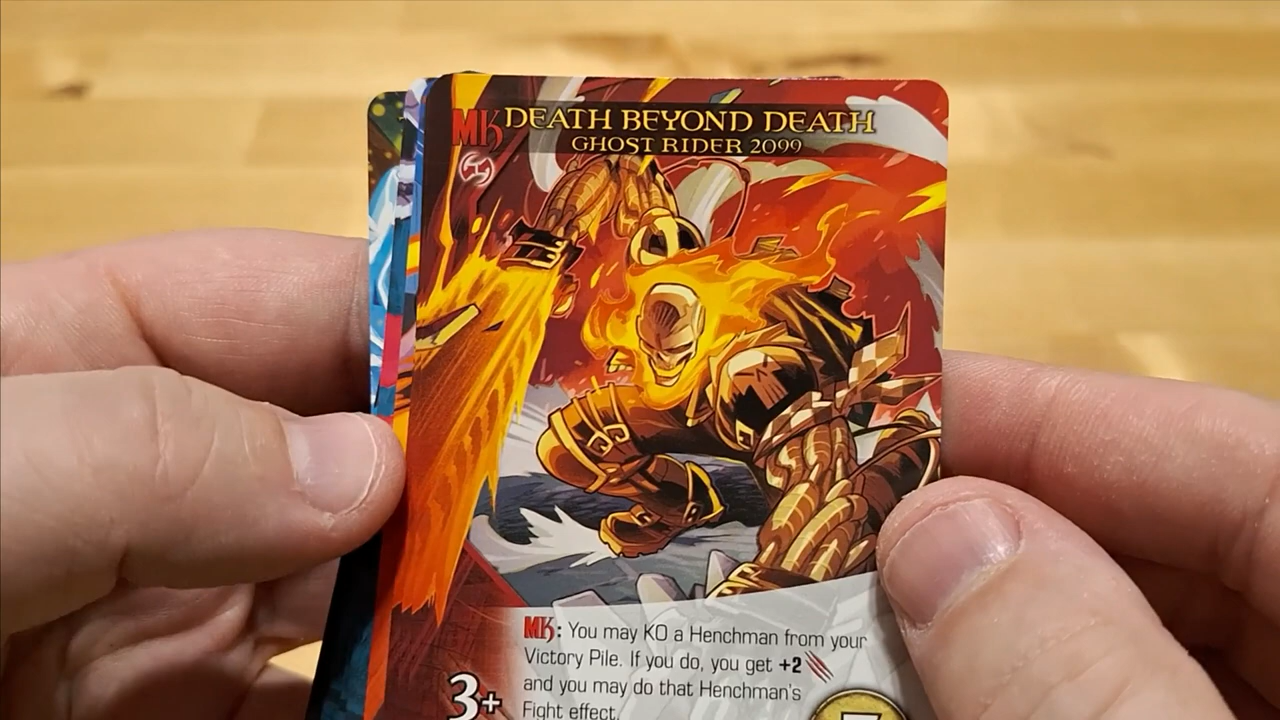 MK DEATH BEYOND DEATH
GHOST RIDER 2099
MK: You may KO a Henchman from your
Victory Pile. If you do, you get +2
and you may do that Henchman's
Fight effect.
3+